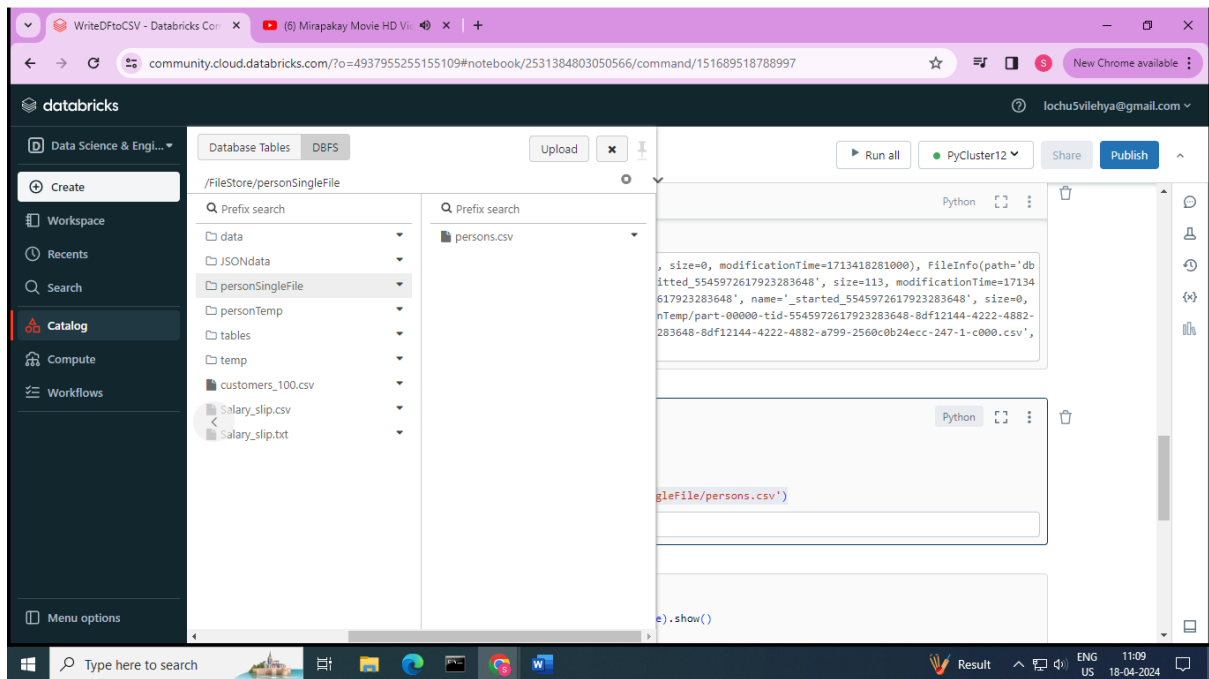 WriteDFtoCSV - Databricks Com
(6) Mirapakay Movie HD Vi
community.cloud.databricks.com/?o=4937955255155109#notebook/2531384803050566/command/151689518788997
S
New Chrome available
databricks
lochu5vilehya@gmail.com
D Data Science & Engi...
Database Tables
DBFS
Upload
Run all
PyCluster12
Share
Publish
Create
/FileStore/personSingleFile
Workspace
Prefix search
Prefix search
Python
Recents
data
persons.csv
JSONdata
, size=0, modificationTime=1713418281000), FileInfo(path='db
Search
personSingleFile
itted_5545972617923283648', size=113, modificationTime=17134
617923283648', name='_started_5545972617923283648', size=0,
Catalog
personTemp
nTemp/part-00000-tid-5545972617923283648-8df12144-4222-4882-
tables
283648-8df12144-4222-4882-a799-2560c0b24ecc-247-1-c000.csv',
Compute
temp
Workflows
customers_100.csv
Salary_slip.csv
Python
Salary_slip.txt
gleFile/persons.csv')
Menu options
e).show()
Type here to search
Result
ENG
US
11:09
18-04-2024